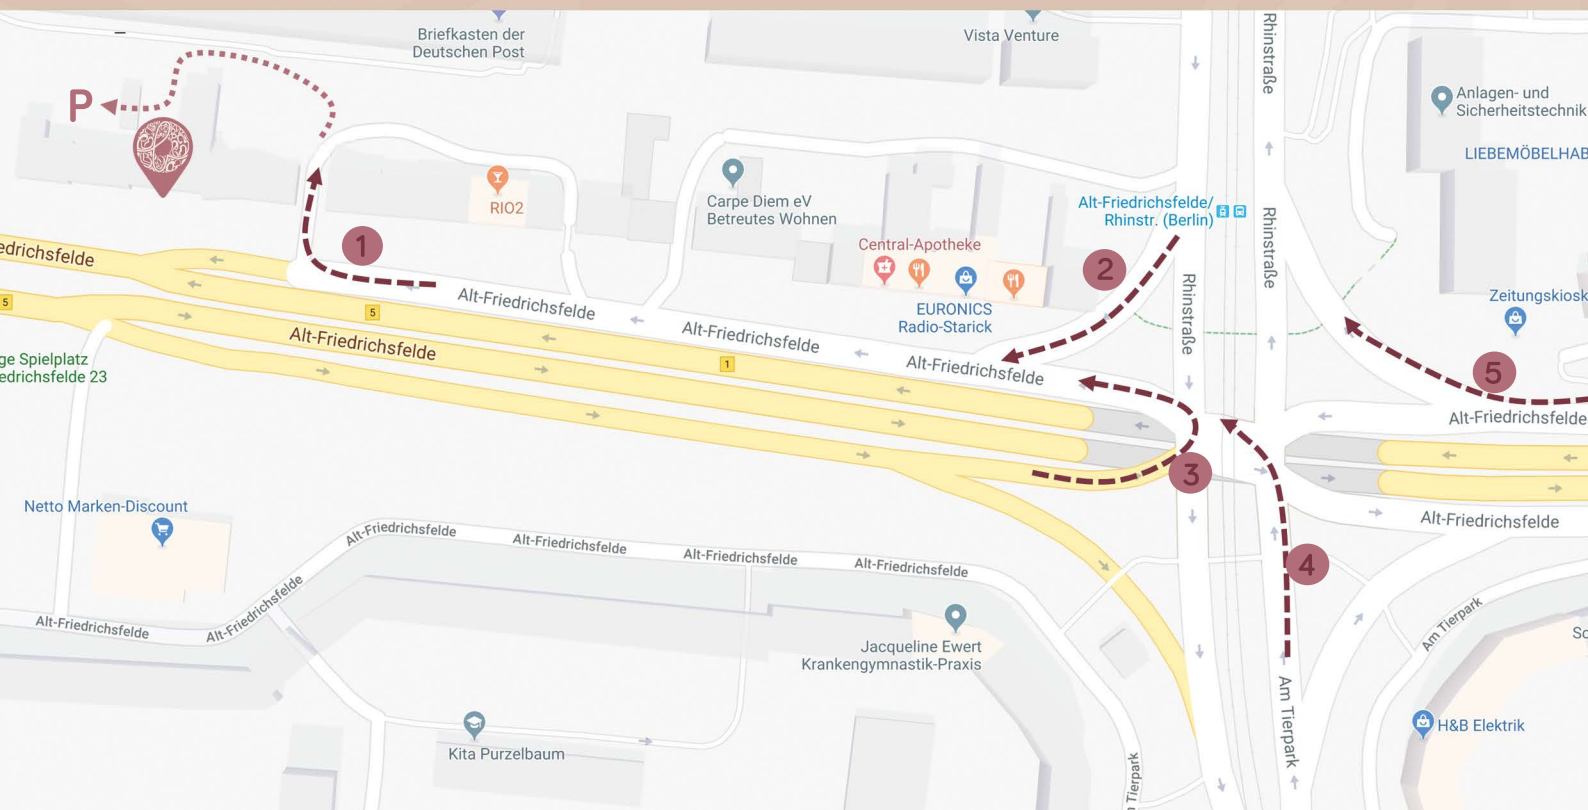 Briefkasten der
Deutschen Post
Vista Venture
Rhinstraße
P
Anlagen- und
Sicherheitstechnik
LIEBEMÖBELHAB
RIO2
Carpe Diem eV
Betreutes Wohnen
Alt-Friedrichsfelde/
Rhinstr. (Berlin)
Rhinstraße
1
Central-Apotheke
2
edrichsfelde
EURONICS
Radio-Starick
Rhinstraße
Zeitungskiosk
5
5
Alt-Friedrichsfelde
Alt-Friedrichsfelde
Alt-Friedrichsfelde
Alt-Friedrichsfelde
1
ge Spielplatz
edrichsfelde 23
5
Alt-Friedrichsfelde
3
Netto Marken-Discount
Alt-Friedrichsfelde
Alt-Friedrichsfelde
Alt-Friedrichsfelde
Alt-Friedrichsfelde
Alt-Friedrichsfelde
4
Alt-Friedrichsfelde
Alt-Friedrichsfelde
Am Tierpark
So
Jacqueline Ewert
Krankengymnastik-Praxis
Am Tierpark
H&B Elektrik
Kita Purzelbaum
Tierpark